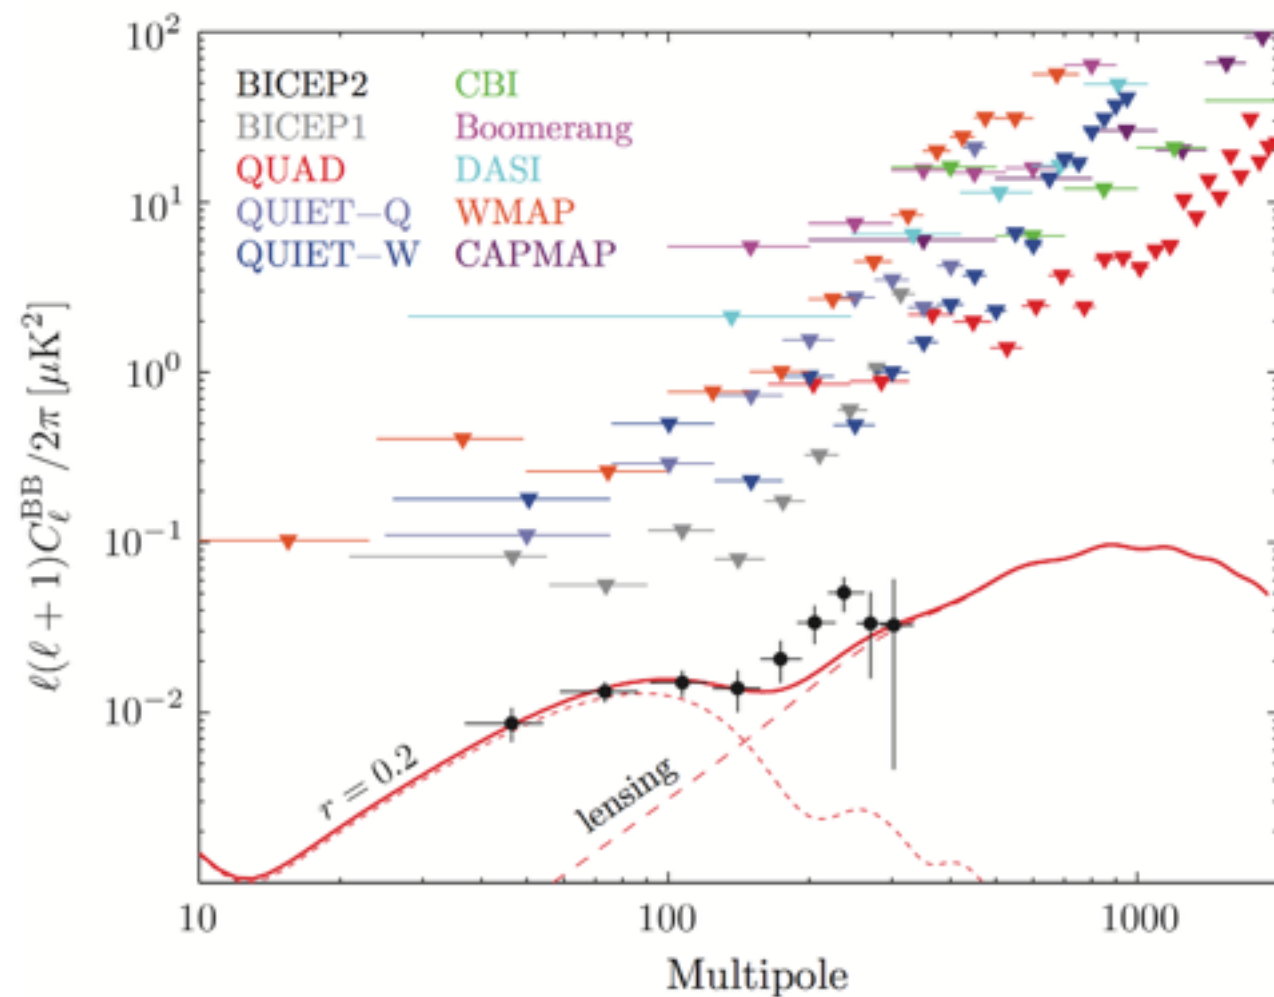 10²
10¹
10⁰
10⁻¹
10⁻²
ℓ(ℓ + 1)C_ℓ^BB/2π [μK²]
BICEP2
BICEP1
QUAD
QUIET−Q
QUIET−W
CBI
Boomerang
DASI
WMAP
CAPMAP
r = 0.2
lensing
10
100
1000
Multipole